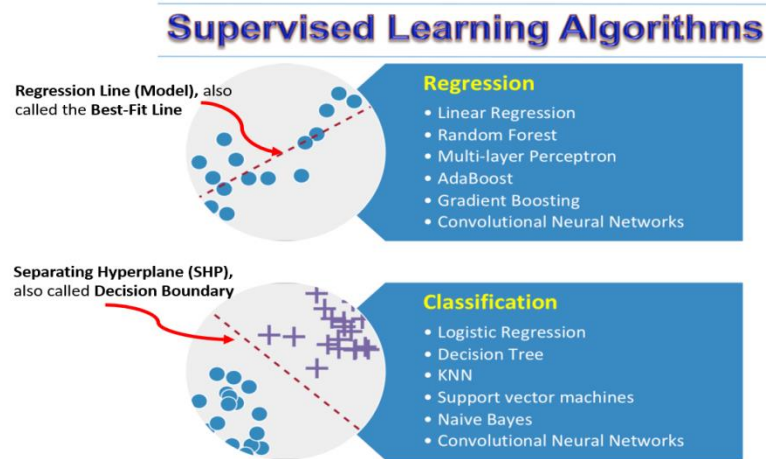 Supervised Learning Algorithms
Regression Line (Model), also
called the Best-Fit Line
Regression
• Linear Regression
• Random Forest
• Multi-layer Perceptron
• AdaBoost
• Gradient Boosting
• Convolutional Neural Networks
Separating Hyperplane (SHP),
also called Decision Boundary
Classification
• Logistic Regression
• Decision Tree
• KNN
• Support vector machines
• Naive Bayes
• Convolutional Neural Networks